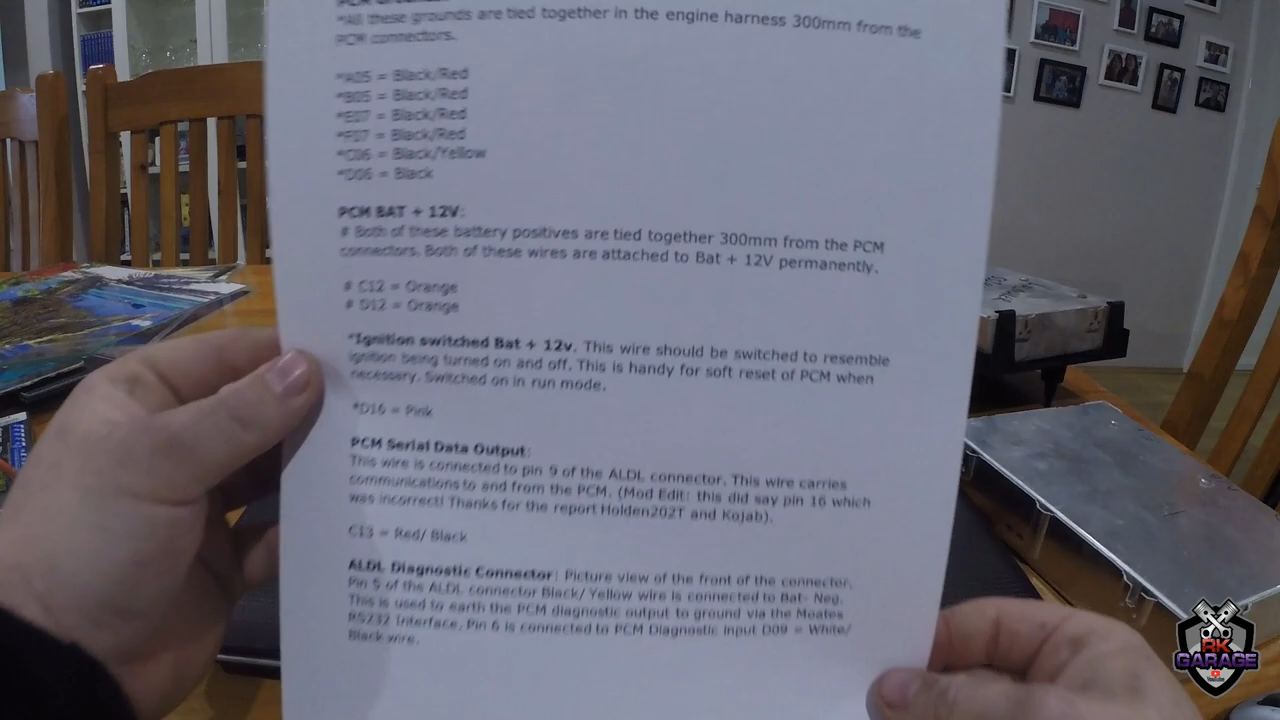 PCM Grounds:
*All these grounds are tied together in the engine harness 300mm from the
PCM connectors.
*A05 = Black/Red
*B05 = Black/Red
*E07 = Black/Red
*F07 = Black/Red
*C06 = Black/Yellow
*D06 = Black
PCM BAT + 12V:
# Both of these battery positives are tied together 300mm from the PCM
connectors. Both of these wires are attached to Bat + 12V permanently.
# C12 = Orange
# D12 = Orange
*Ignition switched Bat + 12v. This wire should be switched to resemble
ignition being turned on and off. This is handy for soft reset of PCM when
necessary. Switched on in run mode.
*D16 = Pink
PCM Serial Data Output:
This wire is connected to pin 9 of the ALDL connector. This wire carries
communications to and from the PCM. (Mod Edit: this did say pin 16 which
was incorrect! Thanks for the report Holden202T and Kojab).
C13 = Red/ Black
ALDL Diagnostic Connector: Picture view of the front of the connector.
Pin 5 of the ALDL connector Black/ Yellow wire is connected to Bat- Neg.
This is used to earth the PCM diagnostic output to ground via the Moates
RS232 Interface. Pin 6 is connected to PCM Diagnostic input D09 = White/
Black wire.
RK
GARAGE